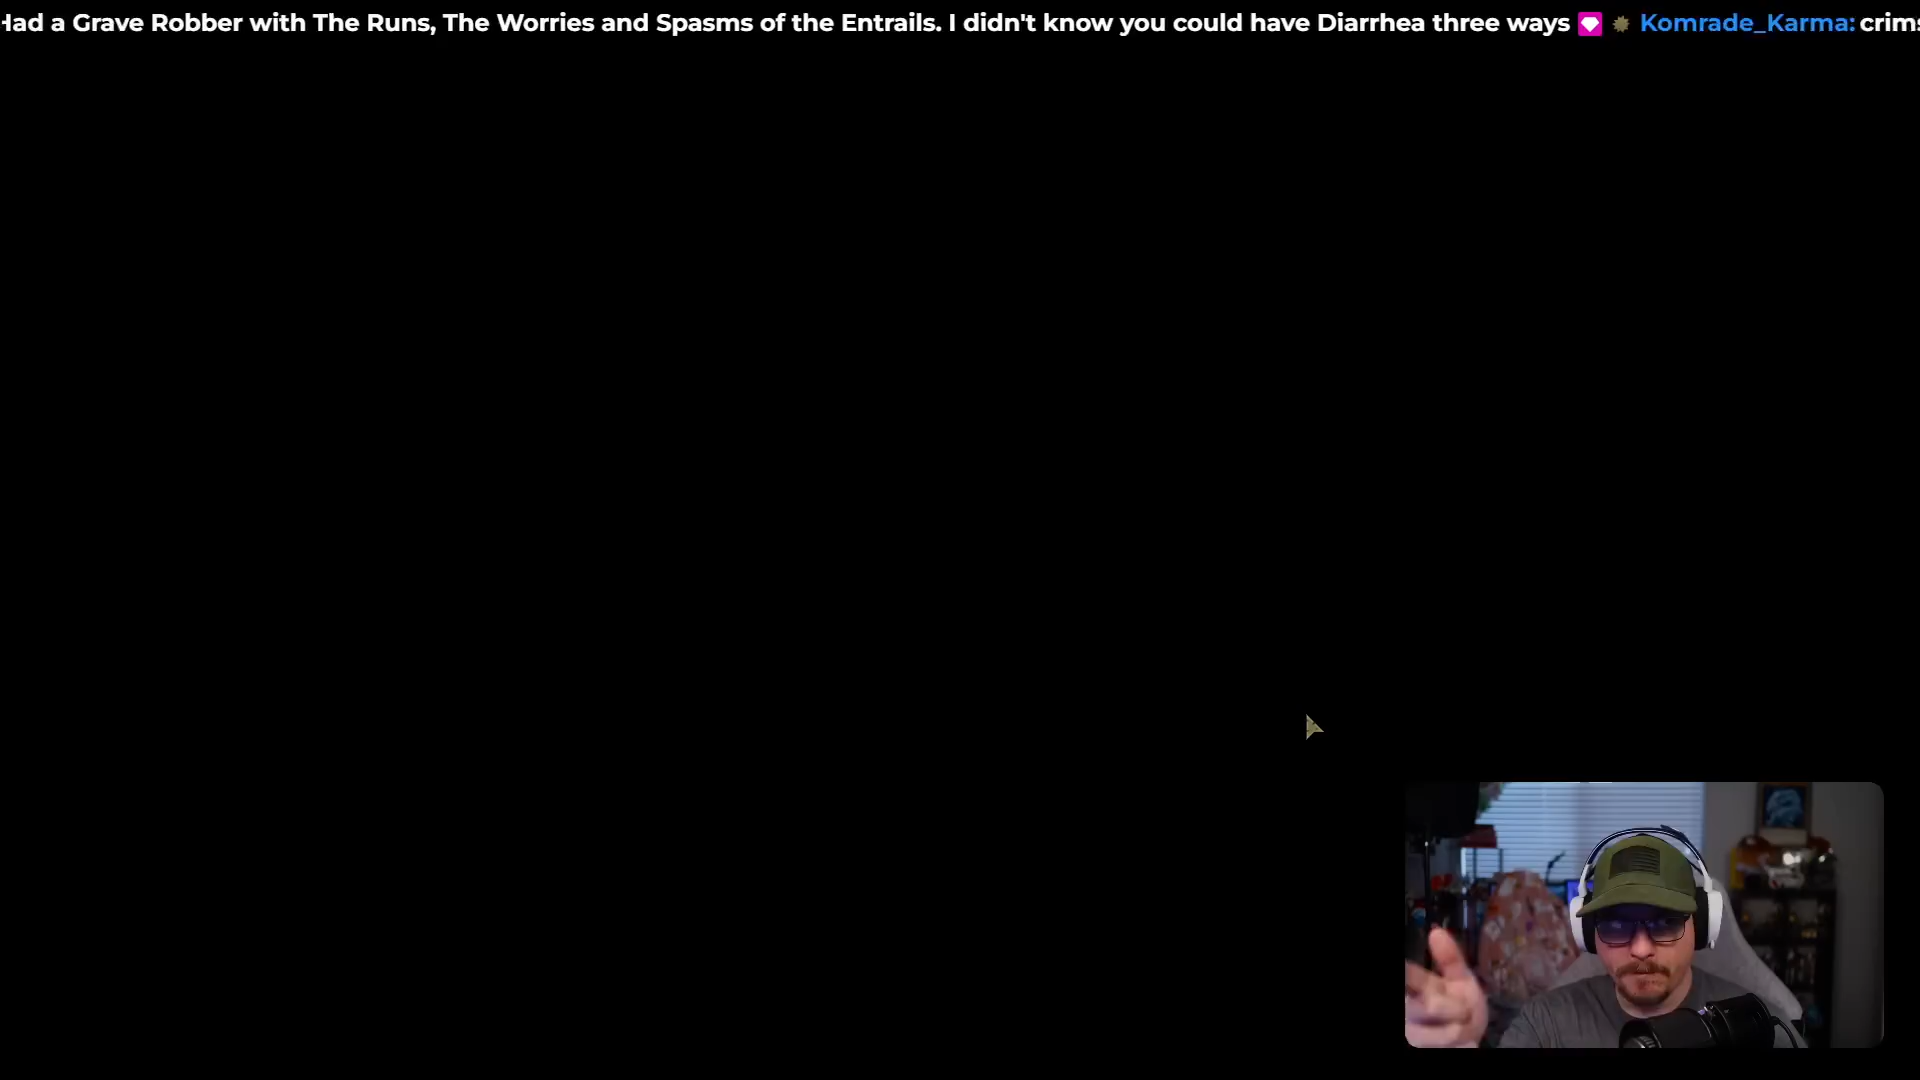 Had a Grave Robber with The Runs, The Worries and Spasms of the Entrails. I didn't know you could have Diarrhea three ways Komrade_Karma: crims